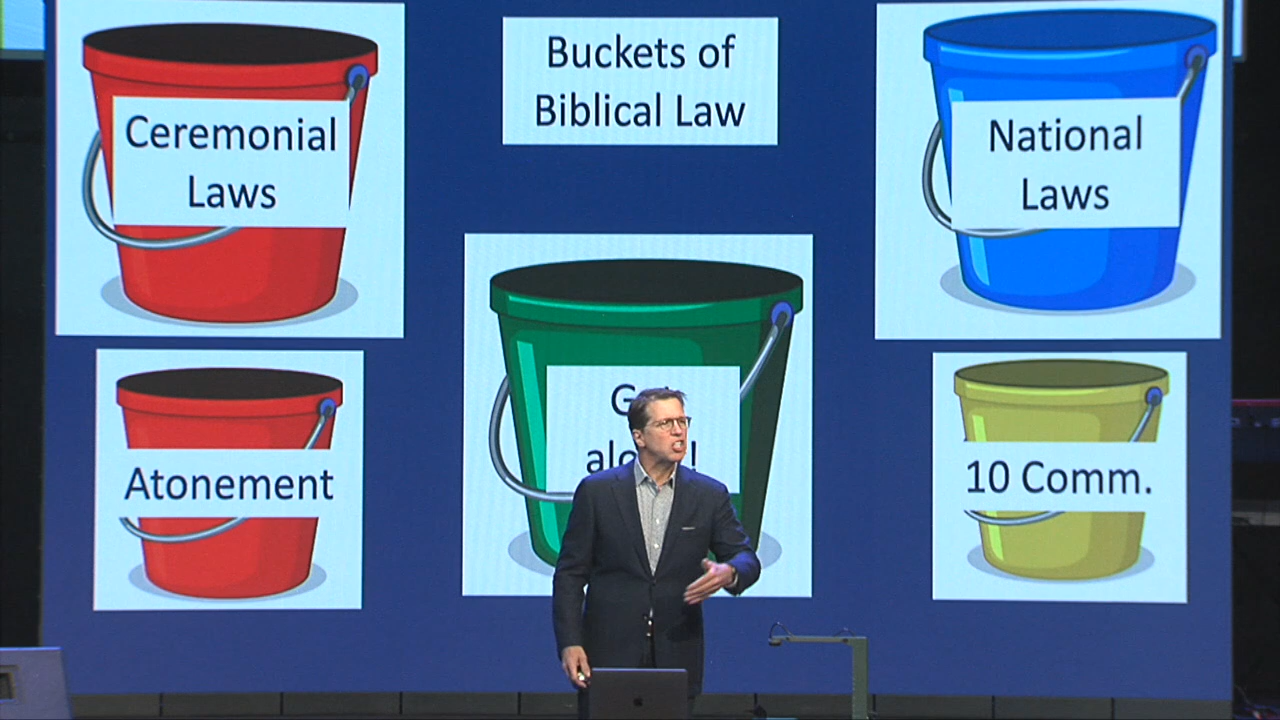 Buckets of
Biblical Law
Ceremonial
Laws
National
Laws
Atonement
10 Comm.